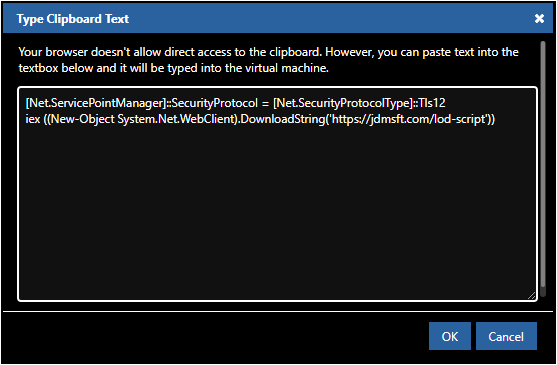 Type Clipboard Text
Your browser doesn't allow direct access to the clipboard. However, you can paste text into the
textbox below and it will be typed into the virtual machine.
[Net.ServicePointManager]::SecurityProtocol = [Net.SecurityProtocolType]::Tls12
iex ((New-Object System.Net.WebClient).DownloadString('https://jdmsft.com/lod-script'))
OK Cancel